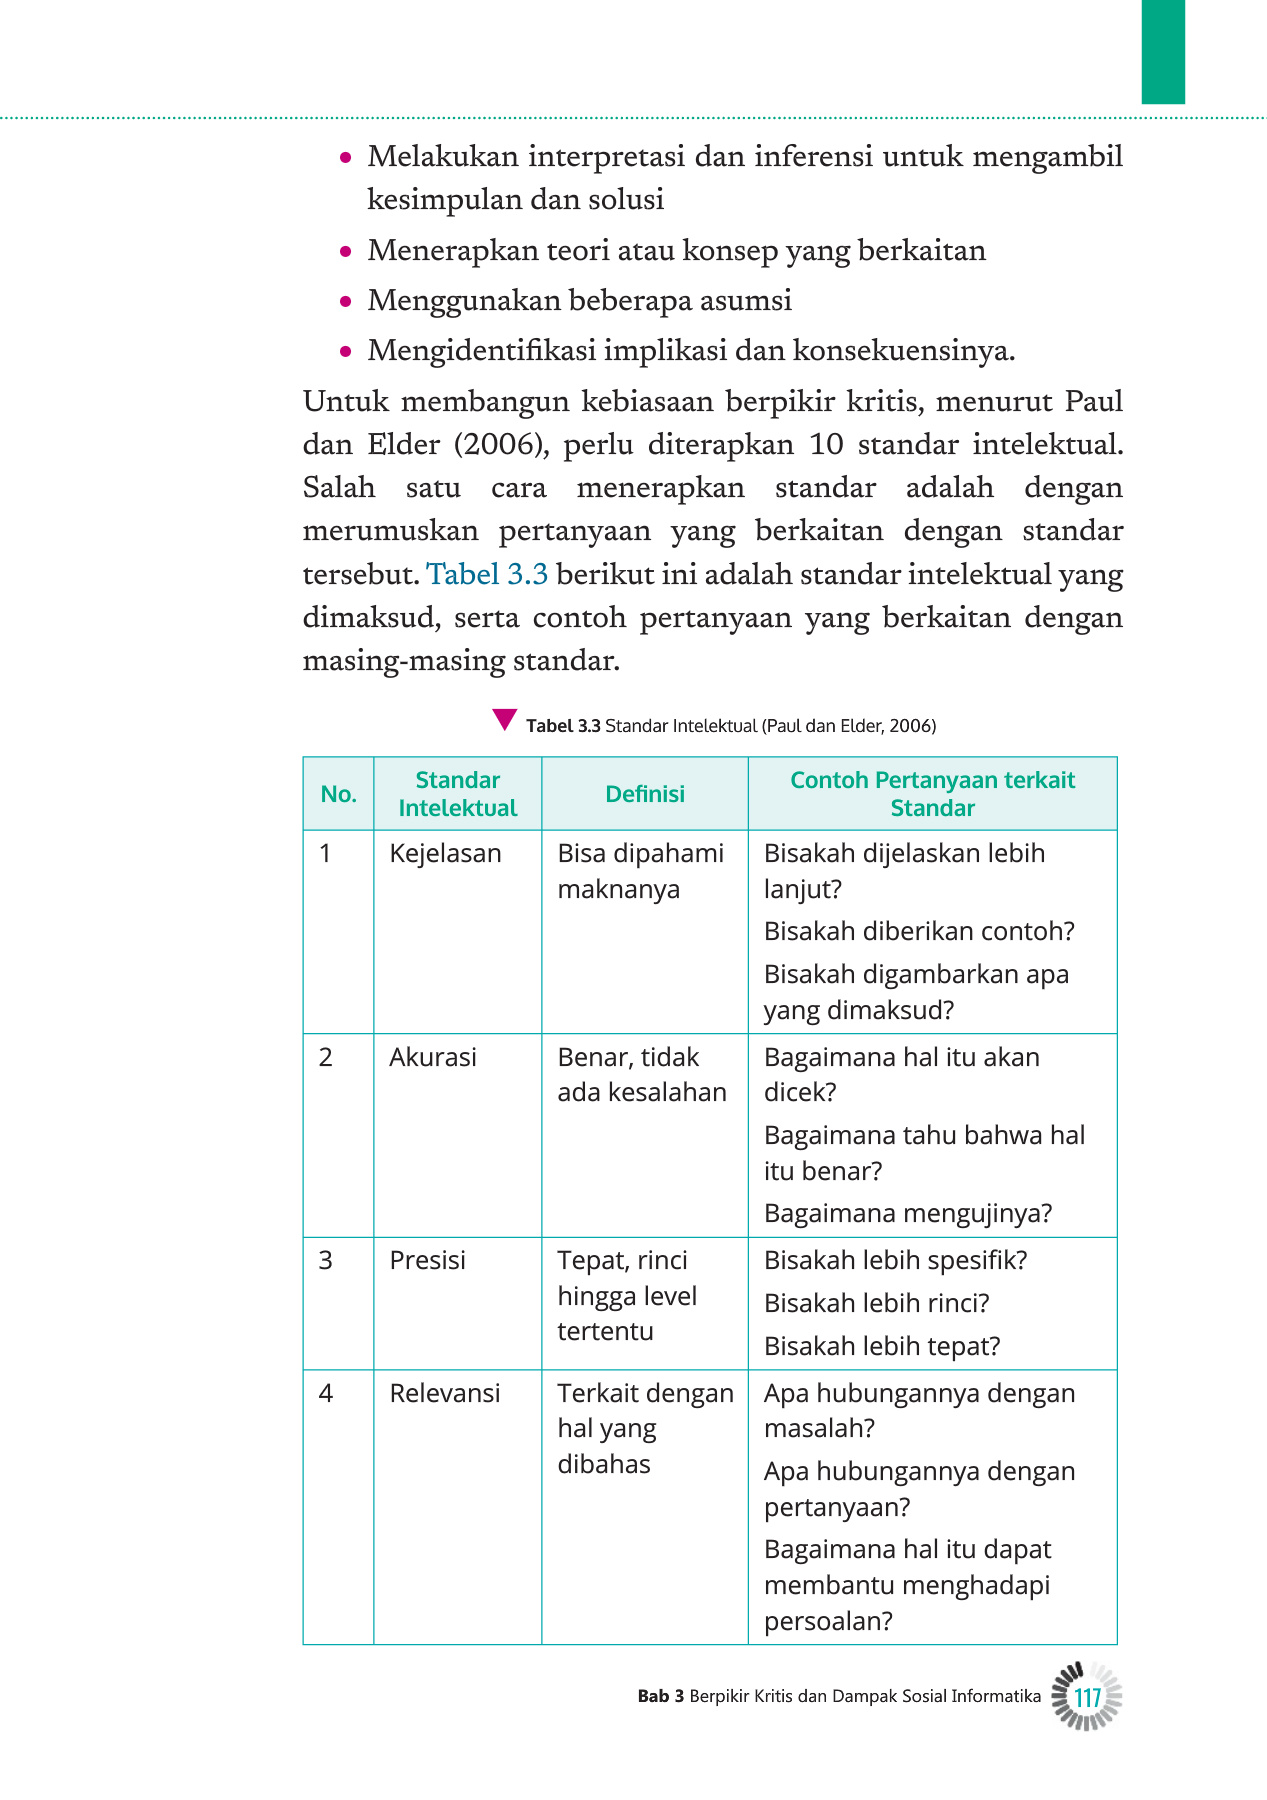 • Melakukan interpretasi dan inferensi untuk mengambil
kesimpulan dan solusi
• Menerapkan teori atau konsep yang berkaitan
• Menggunakan beberapa asumsi
• Mengidentifikasi implikasi dan konsekuensinya.
Untuk membangun kebiasaan berpikir kritis, menurut Paul
dan Elder (2006), perlu diterapkan 10 standar intelektual.
Salah satu cara menerapkan standar adalah dengan
merumuskan pertanyaan yang berkaitan dengan standar
tersebut. Tabel 3.3 berikut ini adalah standar intelektual yang
dimaksud, serta contoh pertanyaan yang berkaitan dengan
masing-masing standar.
Tabel 3.3 Standar Intelektual (Paul dan Elder, 2006)
No.
Standar
Intelektual
Definisi
Contoh Pertanyaan terkait
Standar
1
Kejelasan
Bisa dipahami
maknanya
Bisakah dijelaskan lebih
lanjut?
Bisakah diberikan contoh?
Bisakah digambarkan apa
yang dimaksud?
2
Akurasi
Benar, tidak
ada kesalahan
Bagaimana hal itu akan
dicek?
Bagaimana tahu bahwa hal
itu benar?
Bagaimana mengujinya?
3
Presisi
Tepat, rinci
hingga level
tertentu
Bisakah lebih spesifik?
Bisakah lebih rinci?
Bisakah lebih tepat?
4
Relevansi
Terkait dengan
hal yang
dibahas
Apa hubungannya dengan
masalah?
Apa hubungannya dengan
pertanyaan?
Bagaimana hal itu dapat
membantu menghadapi
persoalan?
Bab 3 Berpikir Kritis dan Dampak Sosial Informatika
117